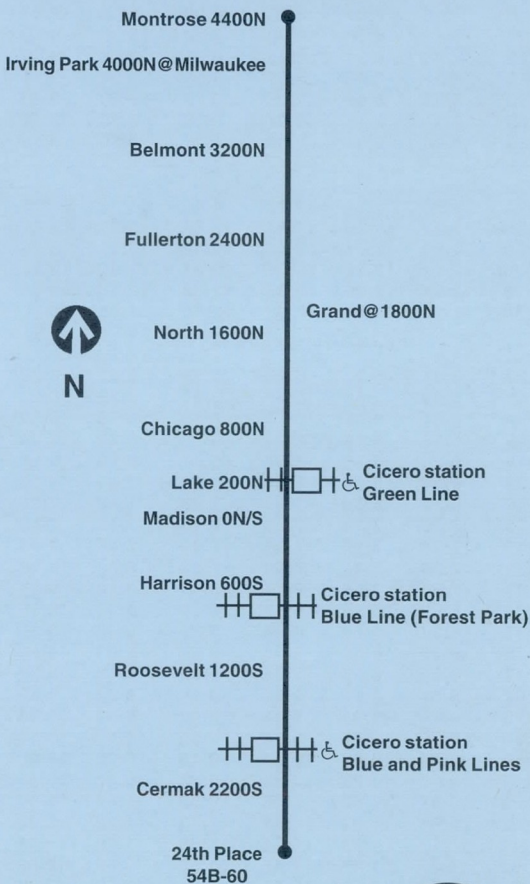 Montrose 4400N
Irving Park 4000N@Milwaukee
Belmont 3200N
Fullerton 2400N
Grand@1800N
North 1600N
N
Chicago 800N
Lake 200N
Cicero station
Green Line
Madison 0N/S
Harrison 600S
Cicero station
Blue Line (Forest Park)
Roosevelt 1200S
Cicero station
Blue and Pink Lines
Cermak 2200S
24th Place
54B-60